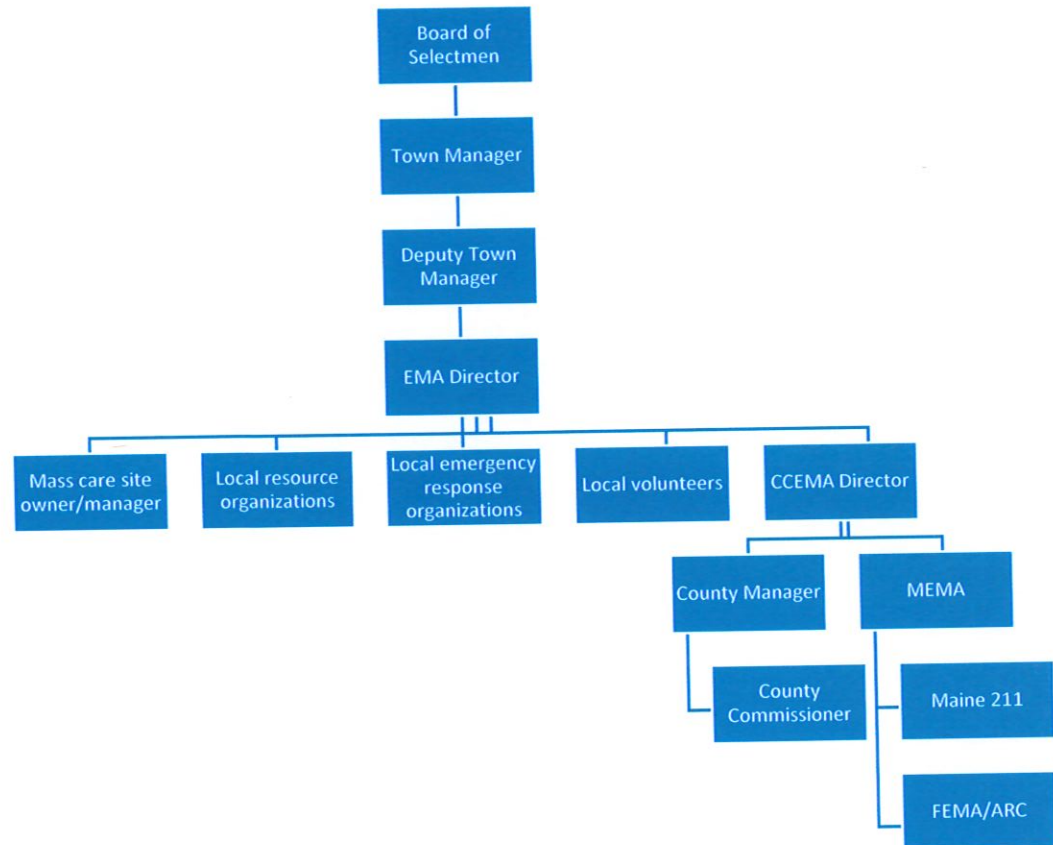 Board of
Selectmen
Town Manager
Deputy Town
Manager
EMA Director
Mass care site
owner/manager
Local resource
organizations
Local emergency
response
organizations
Local volunteers
CCEMA Director
County Manager
MEMA
County
Commissioner
Maine 211
FEMA/ARC